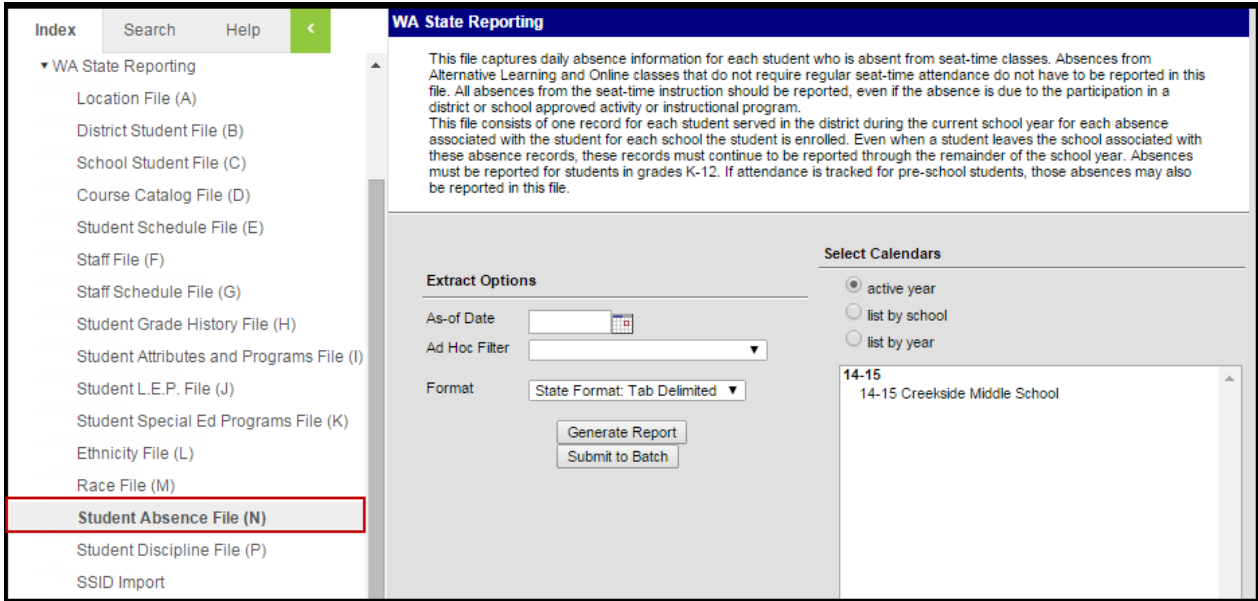 Index
Search
Help
<
▾ WA State Reporting
Location File (A)
District Student File (B)
School Student File (C)
Course Catalog File (D)
Student Schedule File (E)
Staff File (F)
Staff Schedule File (G)
Student Grade History File (H)
Student Attributes and Programs File (I)
Student L.E.P. File (J)
Student Special Ed Programs File (K)
Ethnicity File (L)
Race File (M)
Student Absence File (N)
Student Discipline File (P)
SSID Import
WA State Reporting
This file captures daily absence information for each student who is absent from seat-time classes. Absences from
Alternative Learning and Online classes that do not require regular seat-time attendance do not have to be reported in this
file. All absences from the seat-time instruction should be reported, even if the absence is due to the participation in a
district or school approved activity or instructional program.
This file consists of one record for each student served in the district during the current school year for each absence
associated with the student for each school the student is enrolled. Even when a student leaves the school associated with
these absence records, these records must continue to be reported through the remainder of the school year. Absences
must be reported for students in grades K-12. If attendance is tracked for pre-school students, those absences may also
be reported in this file.
Extract Options
As-of Date
Ad Hoc Filter
Format
State Format: Tab Delimited ▼
Generate Report
Submit to Batch
Select Calendars
active year
list by school
list by year
14-15
14-15 Creekside Middle School